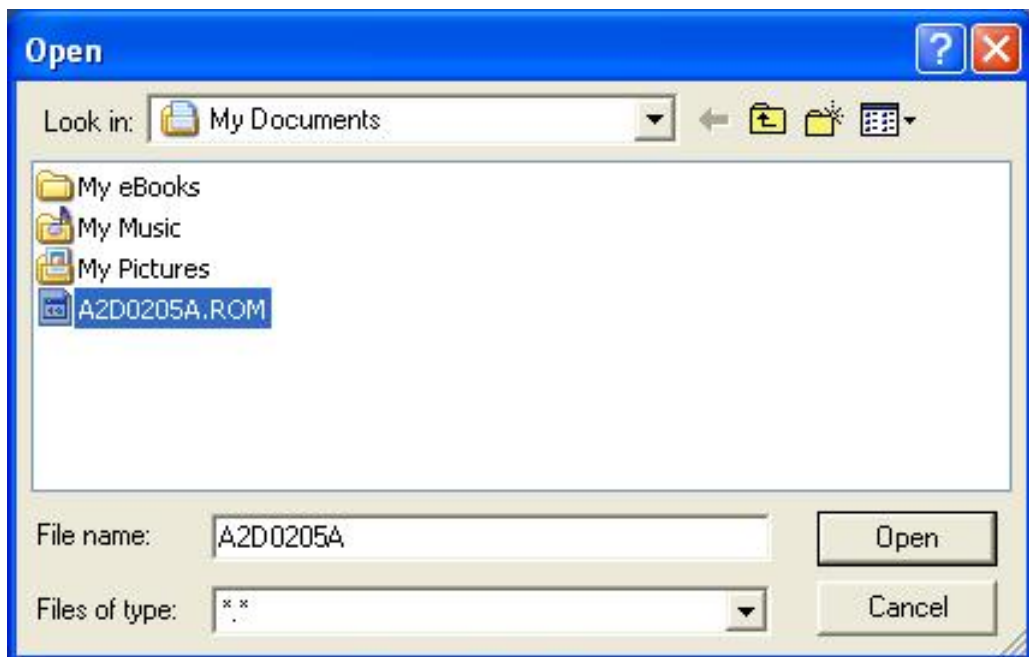 Open
Look in: My Documents
My eBooks
My Music
My Pictures
A2D0205A.ROM
File name: A2D0205A Open
Files of type: *.* Cancel